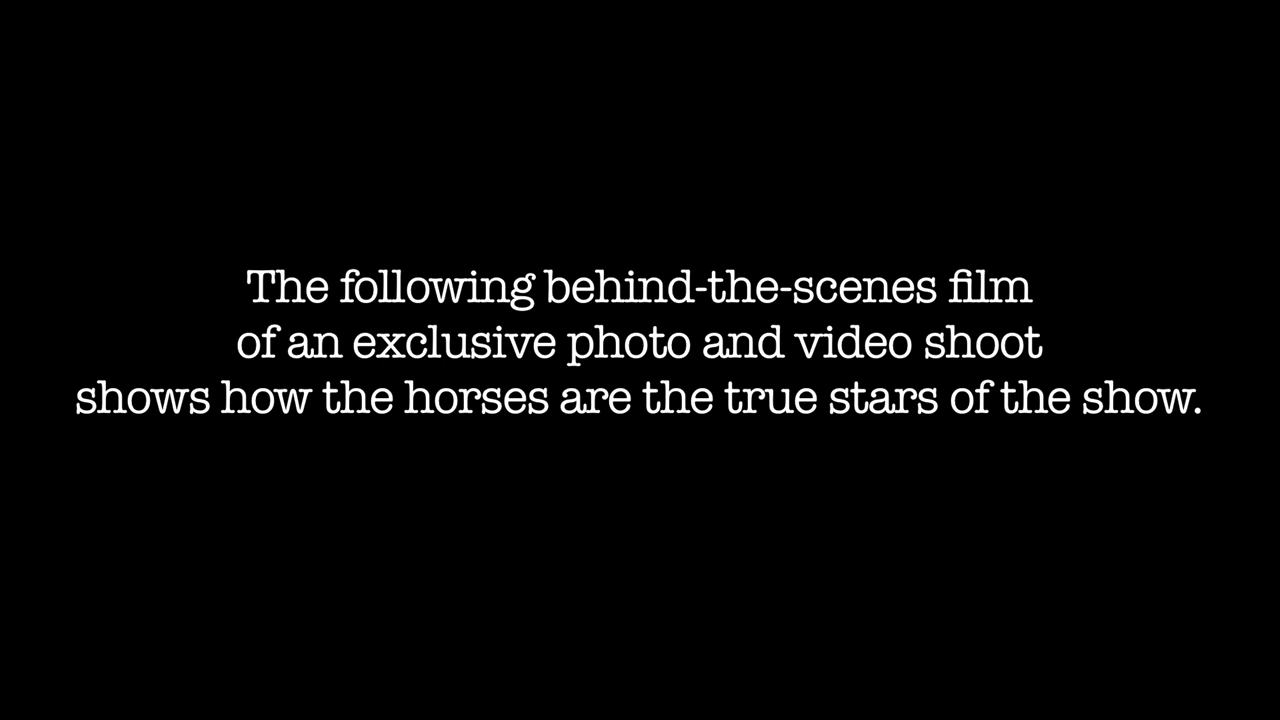 The following behind-the-scenes film
of an exclusive photo and video shoot
shows how the horses are the true stars of the show.